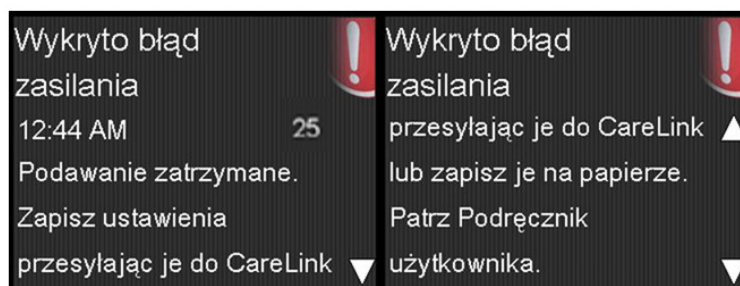 Wykryto błąd
zasilania
12:44 AM 25
Podawanie zatrzymane.
Zapisz ustawienia
przesyłając je do CareLink
Wykryto błąd
zasilania
przesyłając je do CareLink
lub zapisz je na papierze.
Patrz Podręcznik
użytkownika.